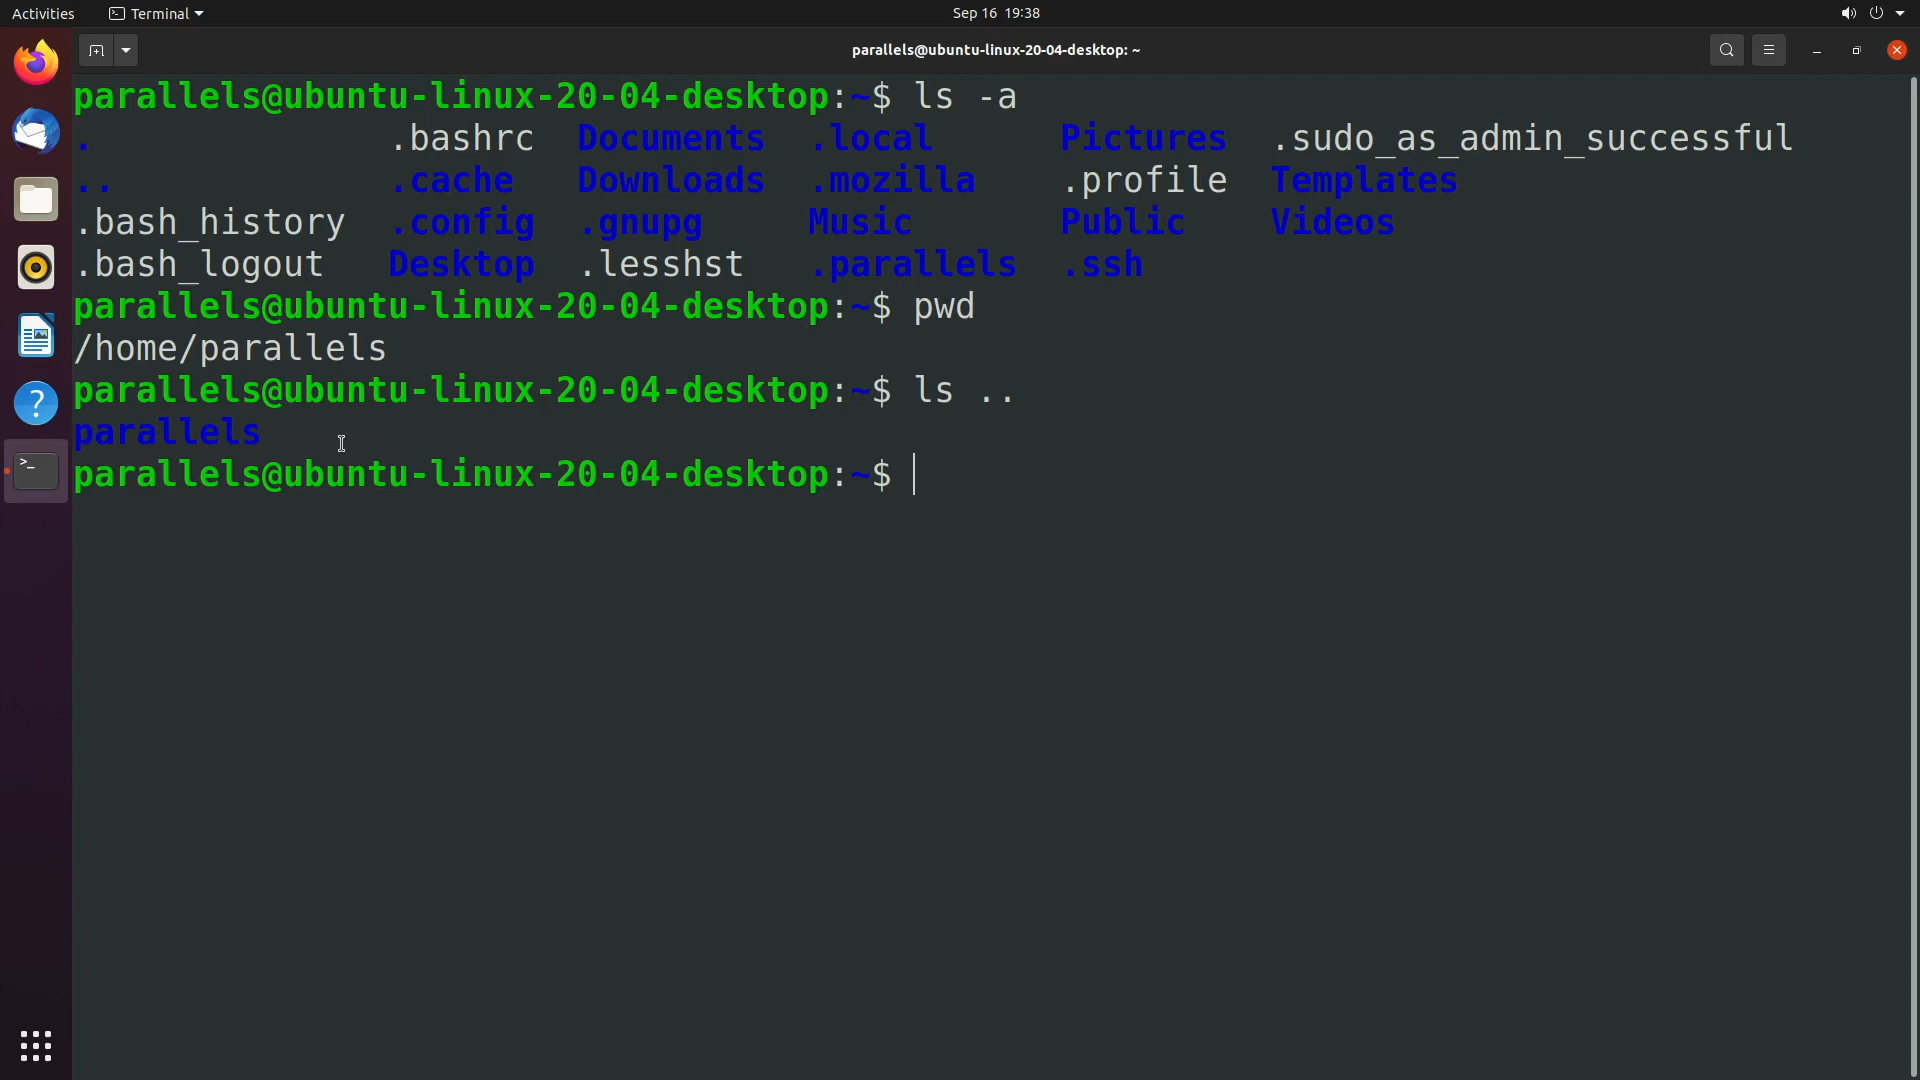 Activities Terminal Sep 16 19:38
parallels@ubuntu-linux-20-04-desktop: ~
parallels@ubuntu-linux-20-04-desktop:~$ ls -a
. .bashrc Documents .local Pictures .sudo_as_admin_successful
.. .cache Downloads .mozilla .profile Templates
.bash_history .config .gnupg Music Public Videos
.bash_logout Desktop .lesshst .parallels .ssh
parallels@ubuntu-linux-20-04-desktop:~$ pwd
/home/parallels
parallels@ubuntu-linux-20-04-desktop:~$ ls ..
parallels
parallels@ubuntu-linux-20-04-desktop:~$